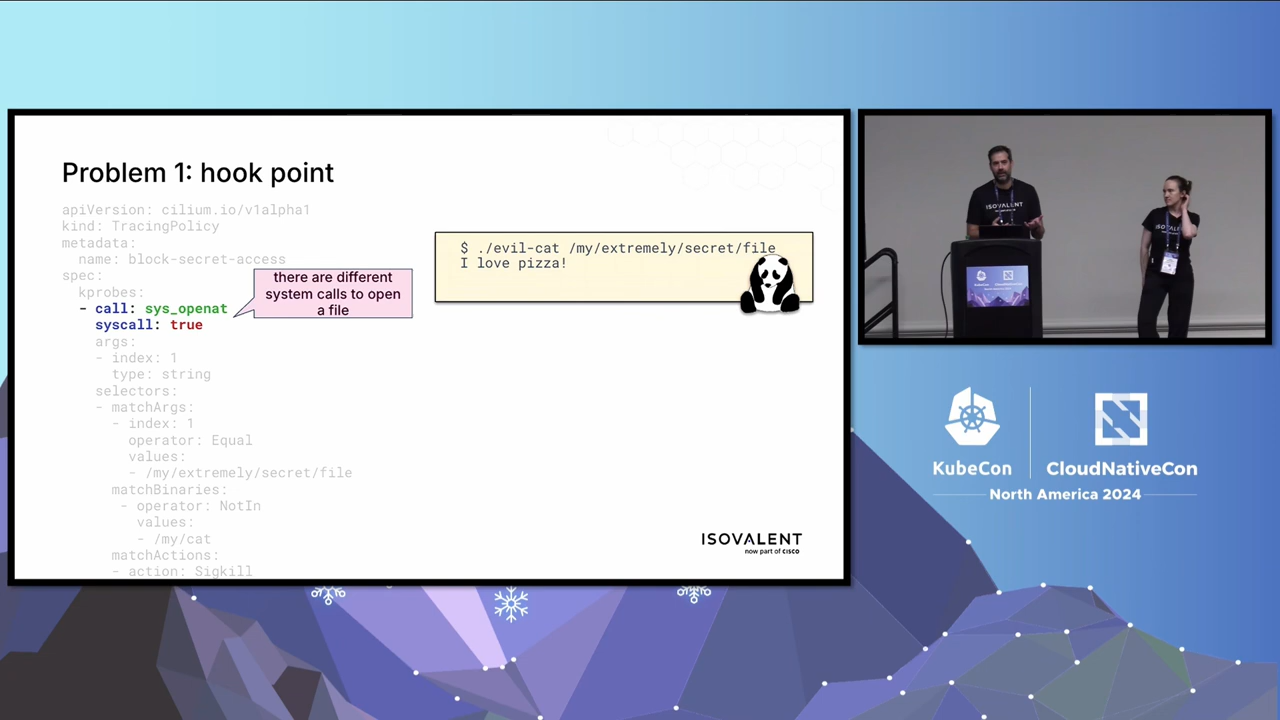 Problem 1: hook point
apiVersion: cilium.io/v1alpha1
kind: TracingPolicy
metadata:
  name: block-secret-access
spec:
  kprobes:
  - call: sys_openat
    syscall: true
    args:
    - index: 1
      type: string
    selectors:
    - matchArgs:
      - index: 1
        operator: Equal
        values:
        - /my/extremely/secret/file
      matchBinaries:
       - operator: NotIn
         values:
         - /my/cat
      matchActions:
      - action: Sigkill
there are different
system calls to open
a file
$ ./evil-cat /my/extremely/secret/file
I love pizza!
ISOVALENT
now part of CISCO
ISOVALENT
ISOVALENT
KubeCon
CloudNativeCon
North America 2024